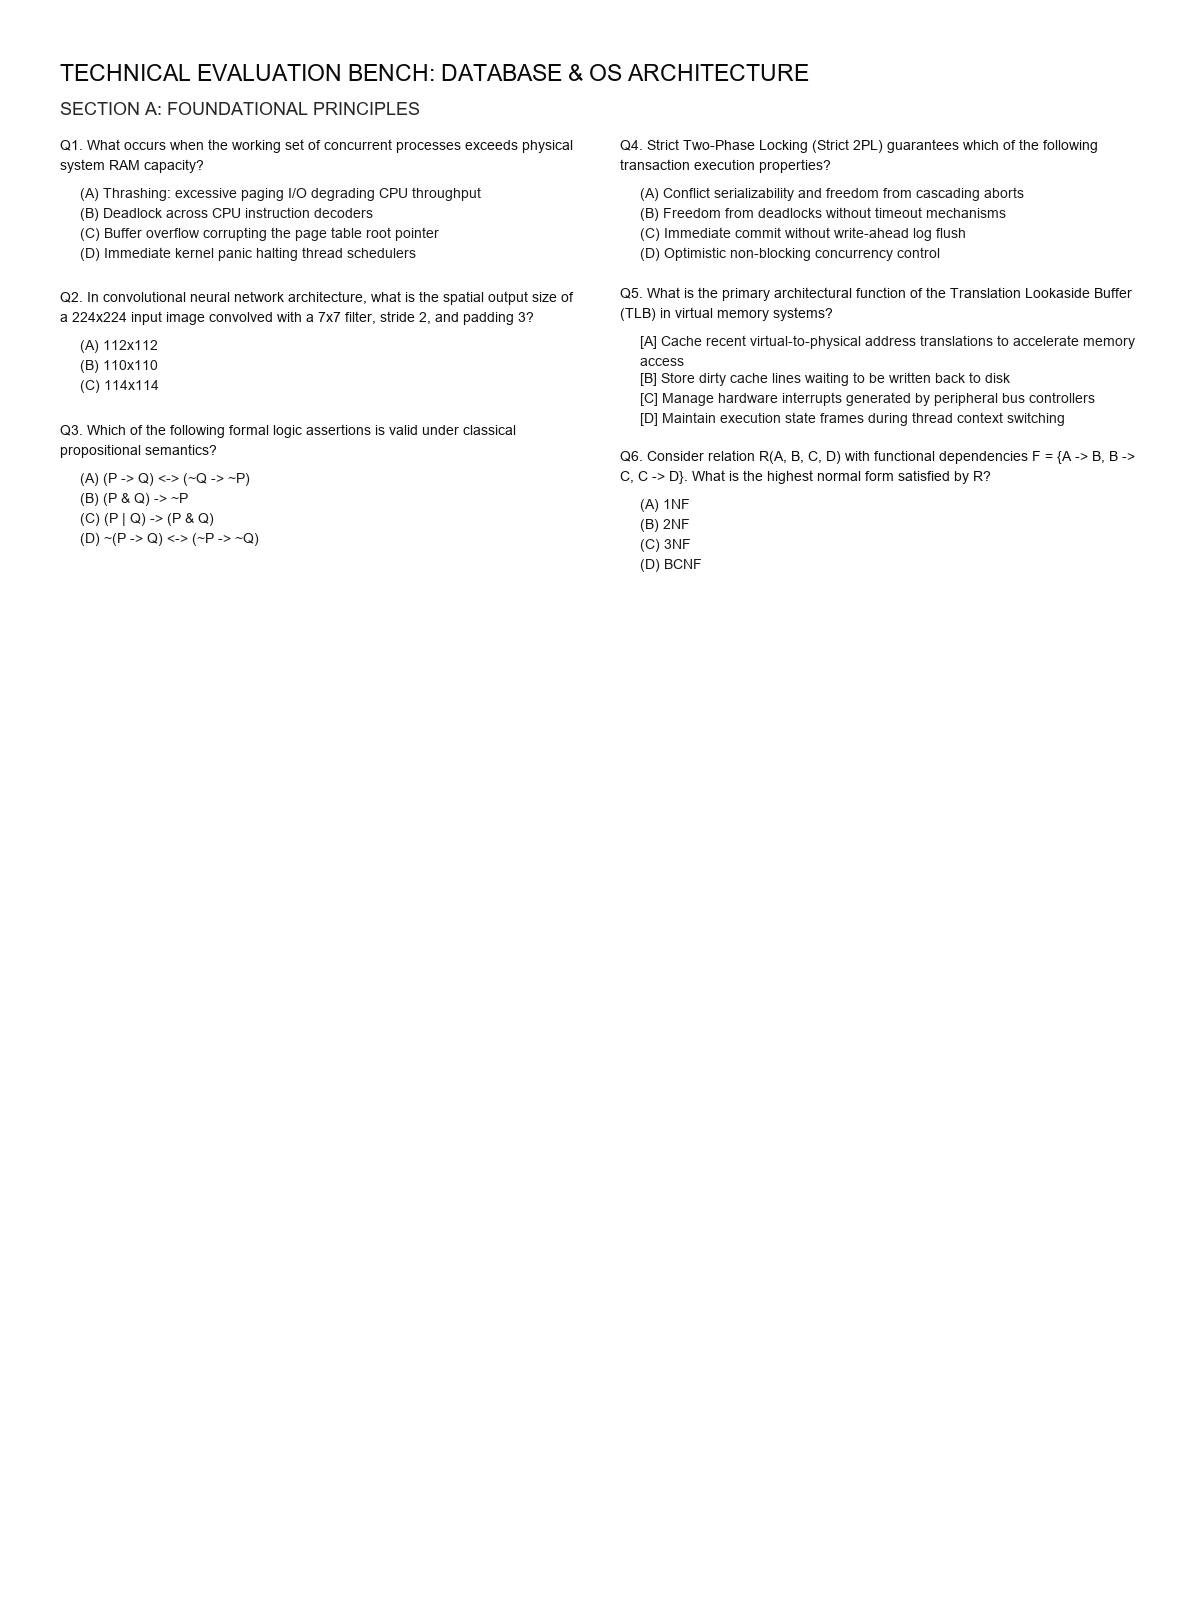 TECHNICAL EVALUATION BENCH: DATABASE & OS ARCHITECTURE
SECTION A: FOUNDATIONAL PRINCIPLES
Q1. What occurs when the working set of concurrent processes exceeds physical
system RAM capacity?
(A) Thrashing: excessive paging I/O degrading CPU throughput
(B) Deadlock across CPU instruction decoders
(C) Buffer overflow corrupting the page table root pointer
(D) Immediate kernel panic halting thread schedulers
Q2. In convolutional neural network architecture, what is the spatial output size of
a 224x224 input image convolved with a 7x7 filter, stride 2, and padding 3?
(A) 112x112
(B) 110x110
(C) 114x114
Q3. Which of the following formal logic assertions is valid under classical
propositional semantics?
(A) (P -> Q) <-> (~Q -> ~P)
(B) (P & Q) -> ~P
(C) (P | Q) -> (P & Q)
(D) ~(P -> Q) <-> (~P -> ~Q)
Q4. Strict Two-Phase Locking (Strict 2PL) guarantees which of the following
transaction execution properties?
(A) Conflict serializability and freedom from cascading aborts
(B) Freedom from deadlocks without timeout mechanisms
(C) Immediate commit without write-ahead log flush
(D) Optimistic non-blocking concurrency control
Q5. What is the primary architectural function of the Translation Lookaside Buffer
(TLB) in virtual memory systems?
[A] Cache recent virtual-to-physical address translations to accelerate memory
access
[B] Store dirty cache lines waiting to be written back to disk
[C] Manage hardware interrupts generated by peripheral bus controllers
[D] Maintain execution state frames during thread context switching
Q6. Consider relation R(A, B, C, D) with functional dependencies F = {A -> B, B ->
C, C -> D}. What is the highest normal form satisfied by R?
(A) 1NF
(B) 2NF
(C) 3NF
(D) BCNF